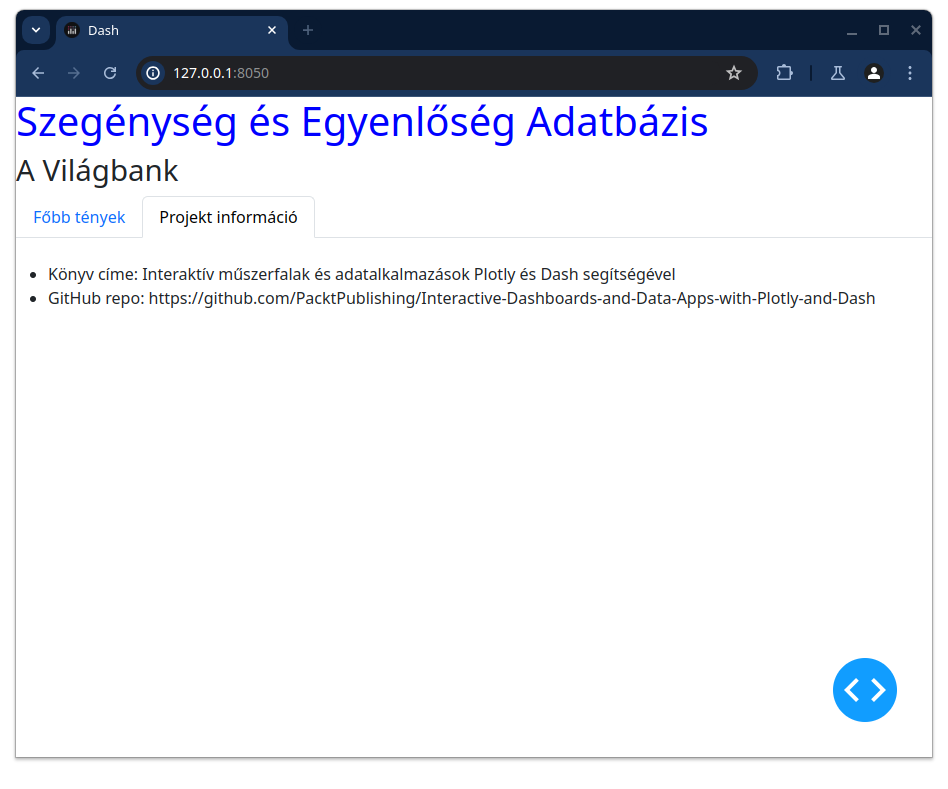 Dash
127.0.0.1:8050
Szegénység és Egyenlőség Adatbázis
A Világbank
Főbb tények
Projekt információ
Könyv címe: Interaktív műszerfalak és adatalkalmazások Plotly és Dash segítségével
GitHub repo: https://github.com/PacktPublishing/Interactive-Dashboards-and-Data-Apps-with-Plotly-and-Dash